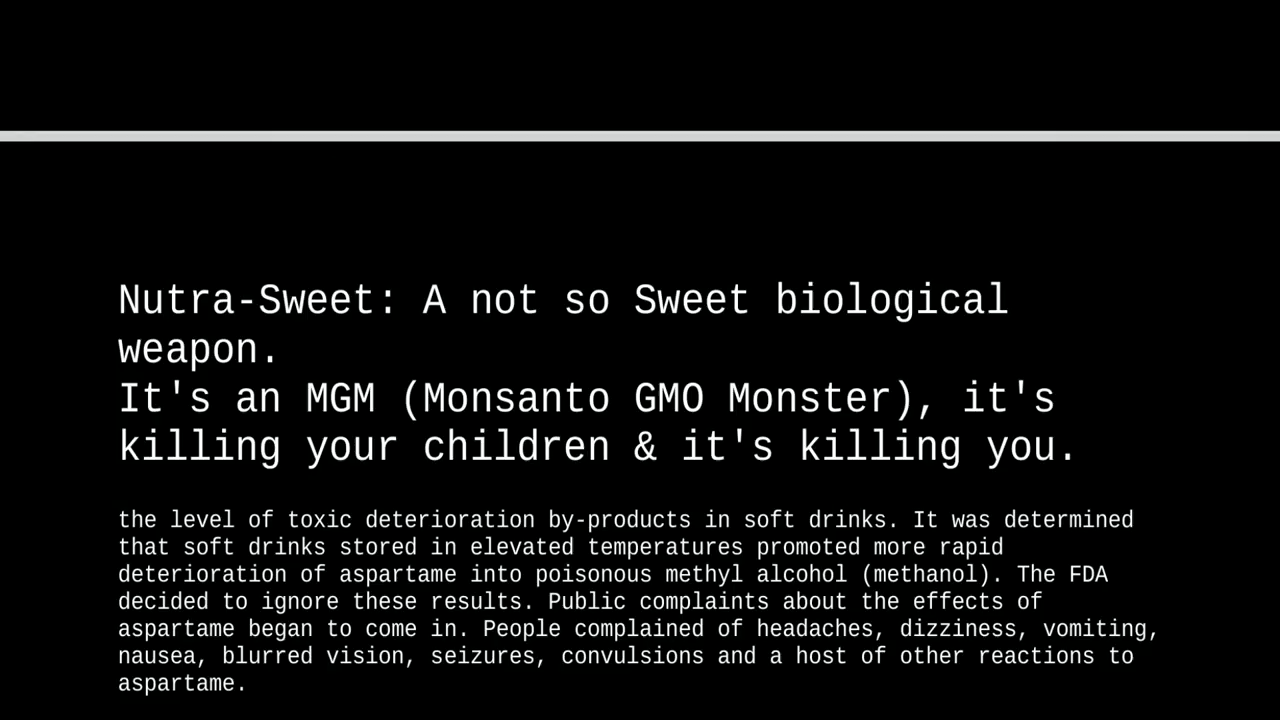 Nutra-Sweet: A not so Sweet biological
weapon.
It's an MGM (Monsanto GMO Monster), it's
killing your children & it's killing you.
the level of toxic deterioration by-products in soft drinks. It was determined
that soft drinks stored in elevated temperatures promoted more rapid
deterioration of aspartame into poisonous methyl alcohol (methanol). The FDA
decided to ignore these results. Public complaints about the effects of
aspartame began to come in. People complained of headaches, dizziness, vomiting,
nausea, blurred vision, seizures, convulsions and a host of other reactions to
aspartame.